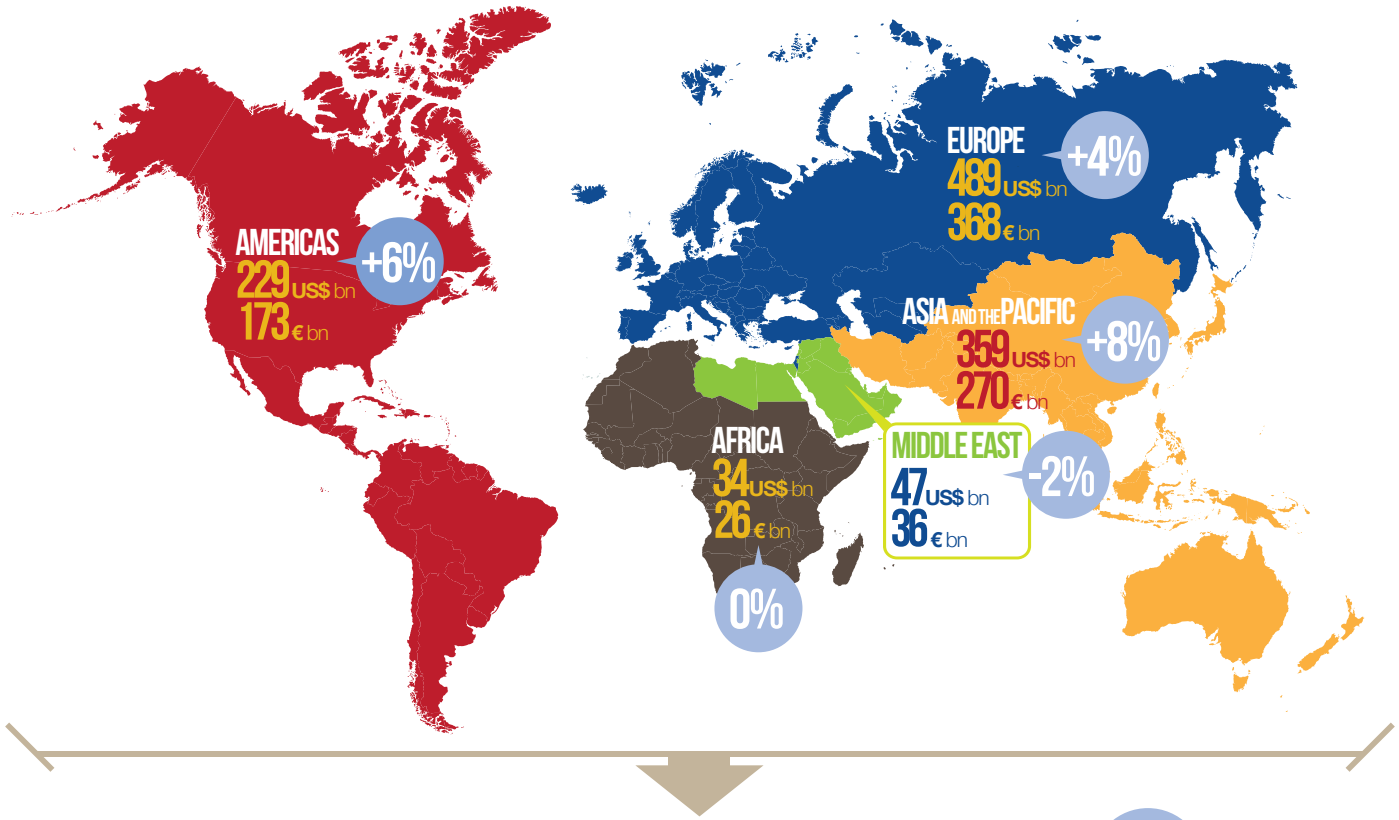 EUROPE
489 US$ bn
368 € bn
+4%
AMERICAS
229 US$ bn
173 € bn
+6%
ASIA AND THE PACIFIC
359 US$ bn
270 € bn
+8%
AFRICA
34 US$ bn
26 € bn
0%
MIDDLE EAST
47 US$ bn
36 € bn
-2%